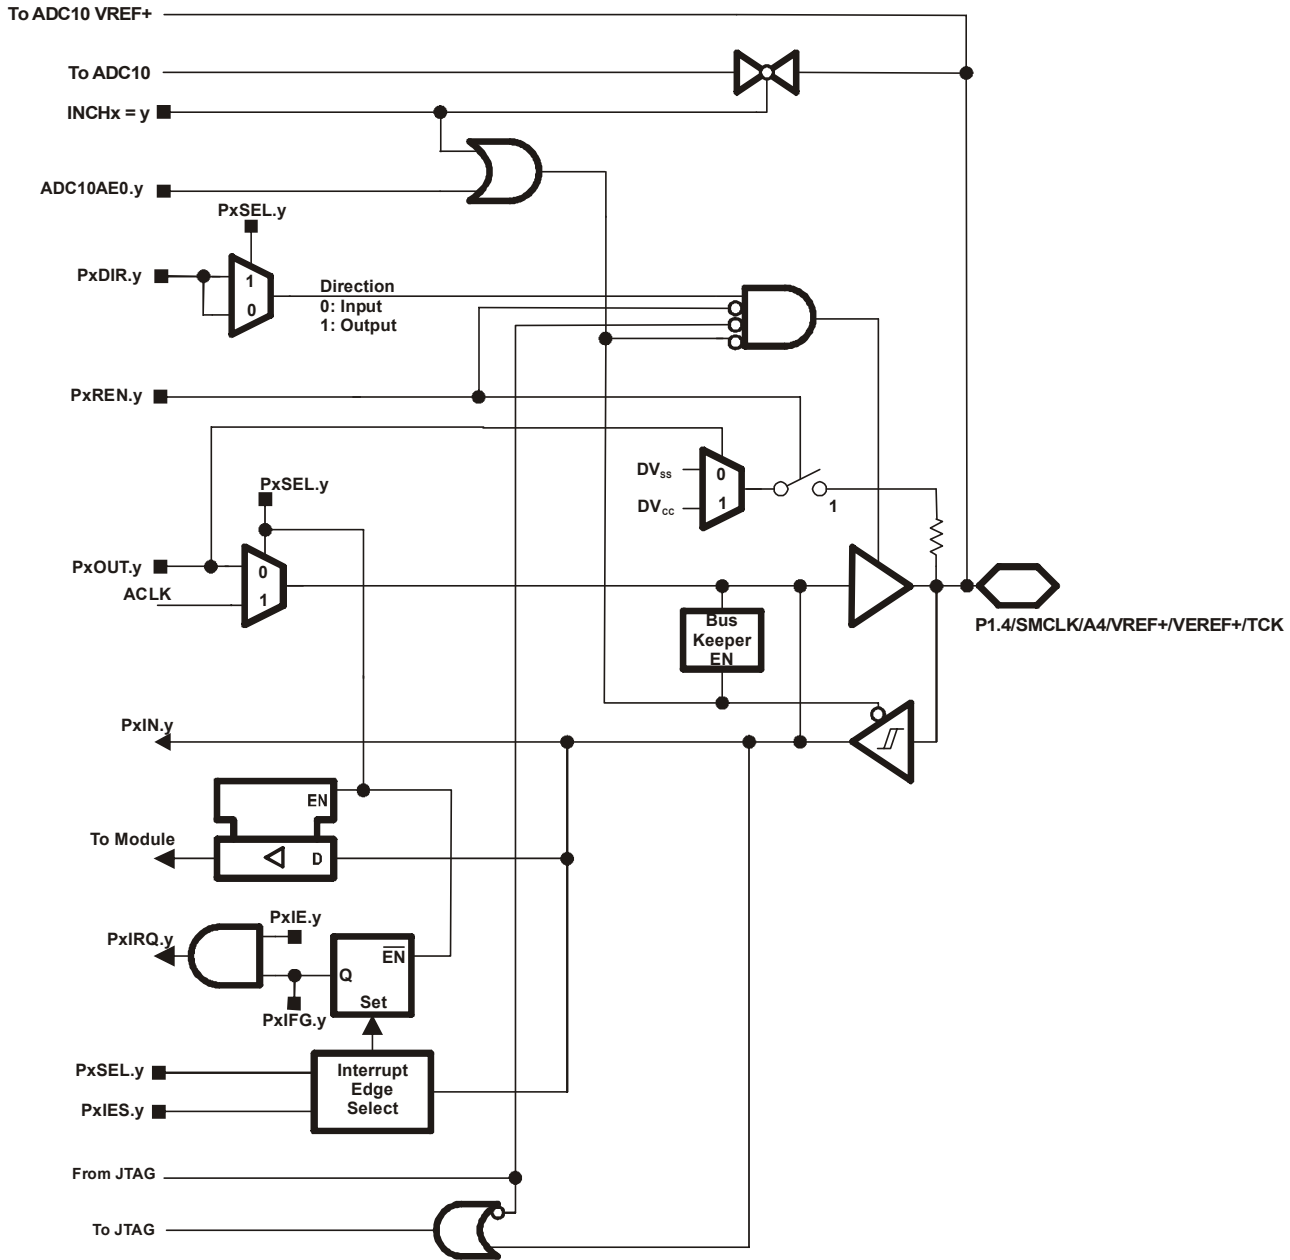 To ADC10 VREF+
To ADC10
INCHx = y
ADC10AE0.y
PxSEL.y
PxDIR.y
1
0
Direction
0: Input
1: Output
PxREN.y
DVss
DVcc
0
1
1
PxSEL.y
PxOUT.y
ACLK
0
1
Bus
Keeper
EN
P1.4/SMCLK/A4/VREF+/VEREF+/TCK
PxIN.y
EN
To Module
D
PxIE.y
PxIRQ.y
EN
Q
Set
PxIFG.y
PxSEL.y
PxIES.y
Interrupt
Edge
Select
From JTAG
To JTAG